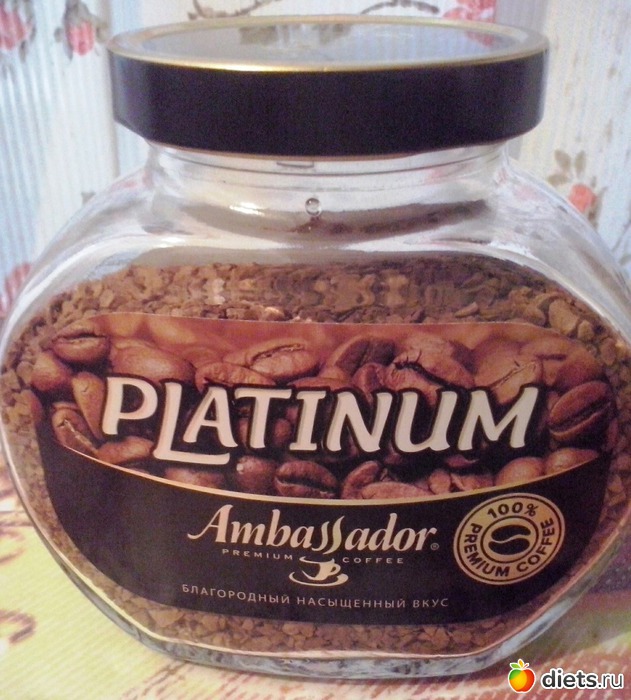 PLATINUM
Ambassador®
PREMIUM COFFEE
БЛАГОРОДНЫЙ НАСЫЩЕННЫЙ ВКУС
100%
PREMIUM COFFEE
diets.ru